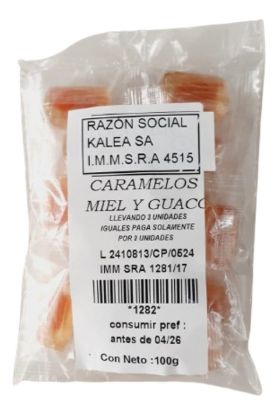 RAZÓN SOCIAL
KALEA SA
I.M.M.S.R.A 4515
CARAMELOS
MIEL Y GUACO
LLEVANDO 3 UNIDADES
IGUALES PAGA SOLAMENTE
POR 2 UNIDADES
L 2410813/CP/0524
IMM SRA 1281/17
*1282*
consumir pref :
antes de 04/26
Con Neto :100g